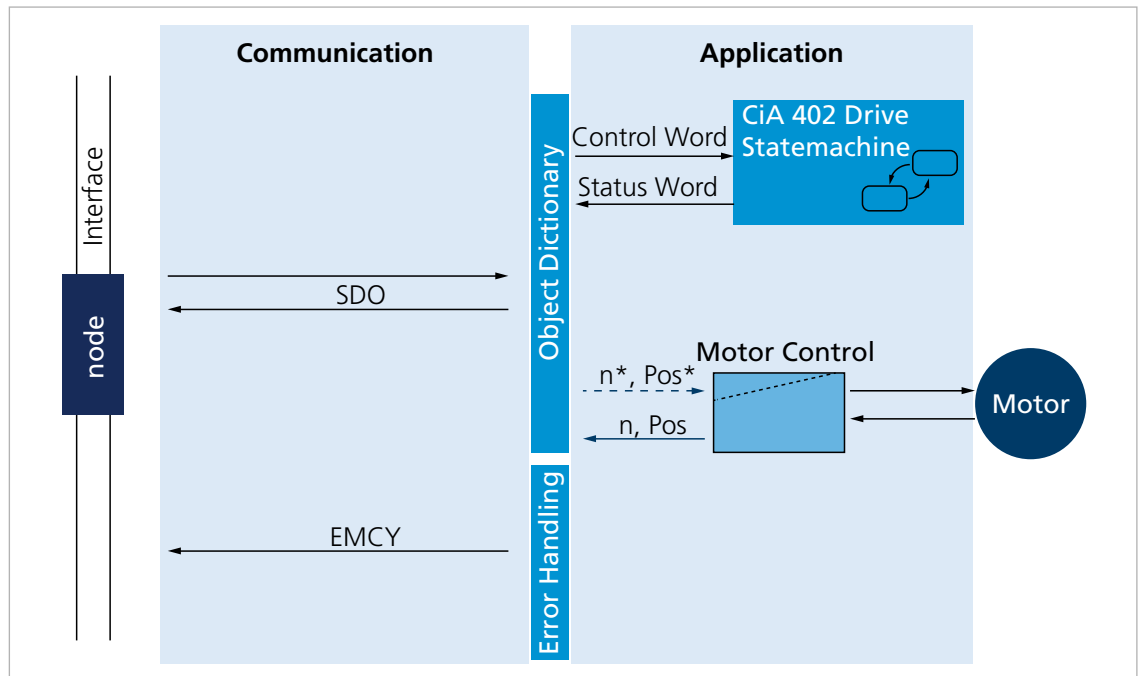 Communication
Application
Interface
node
SDO
EMCY
Object Dictionary
Error Handling
Control Word
Status Word
CiA 402 Drive
Statemachine
Motor Control
n*, Pos*
n, Pos
Motor